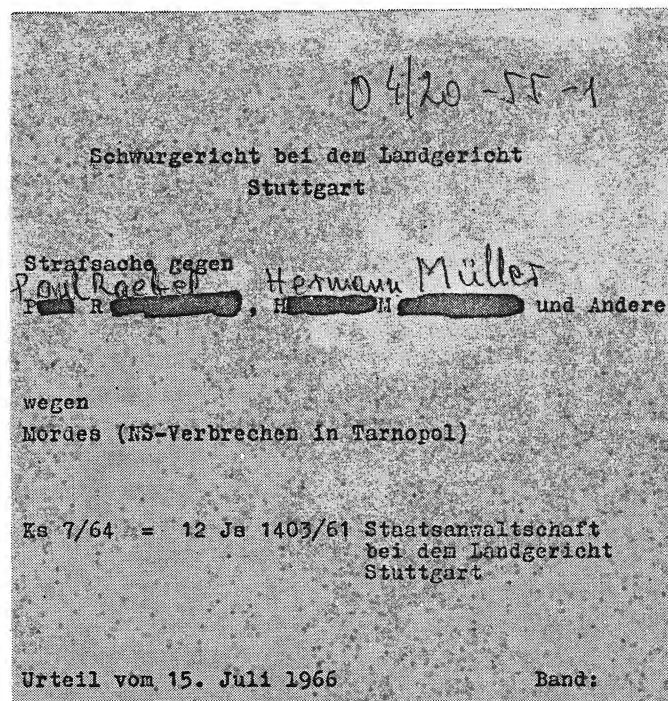 04/20-55-1
Schwurgericht bei dem Landgericht
Stuttgart
Strafsache gegen
Paul Raebel, Hermann Müller
P R , H M und Andere
wegen
Mordes (NS-Verbrechen in Tarnopol)
Ks 7/64 = 12 Js 1403/61 Staatsanwaltschaft
bei dem Landgericht
Stuttgart
Urteil vom 15. Juli 1966 Band: